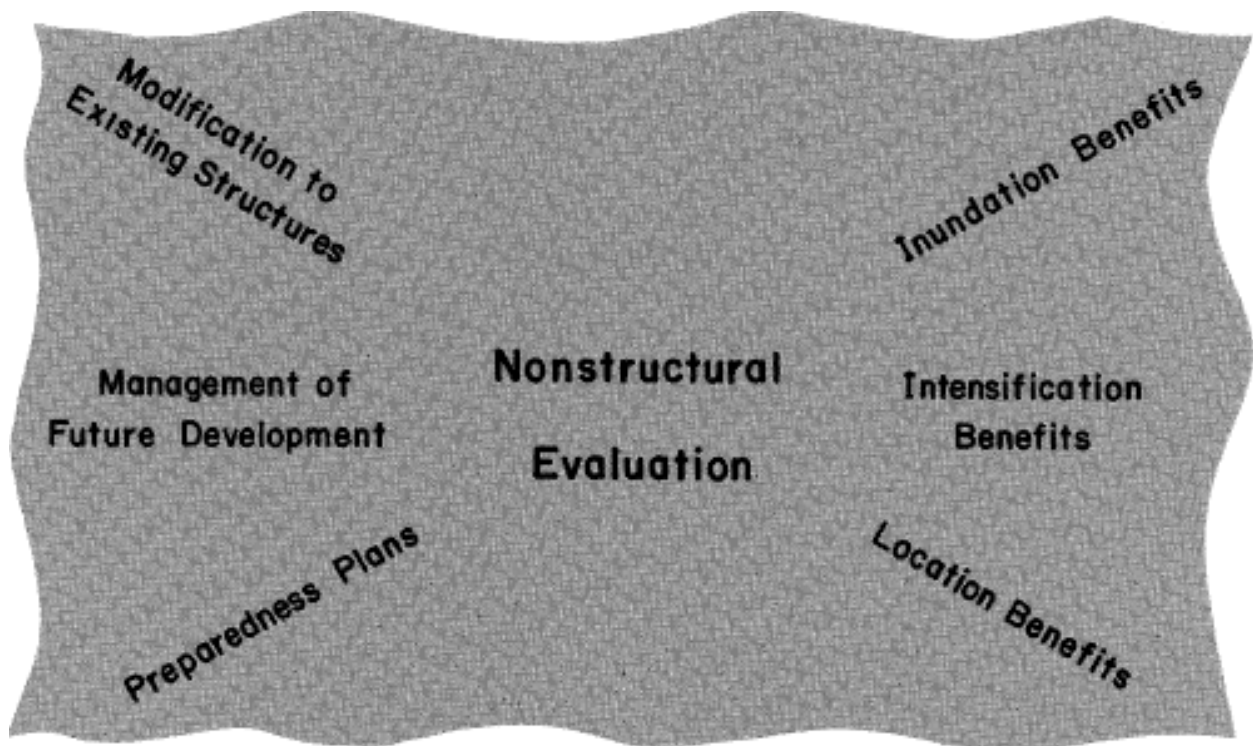 Modification to
Existing Structures
Inundation Benefits
Management of
Future Development
Nonstructural
Evaluation
Intensification
Benefits
Preparedness Plans
Location Benefits